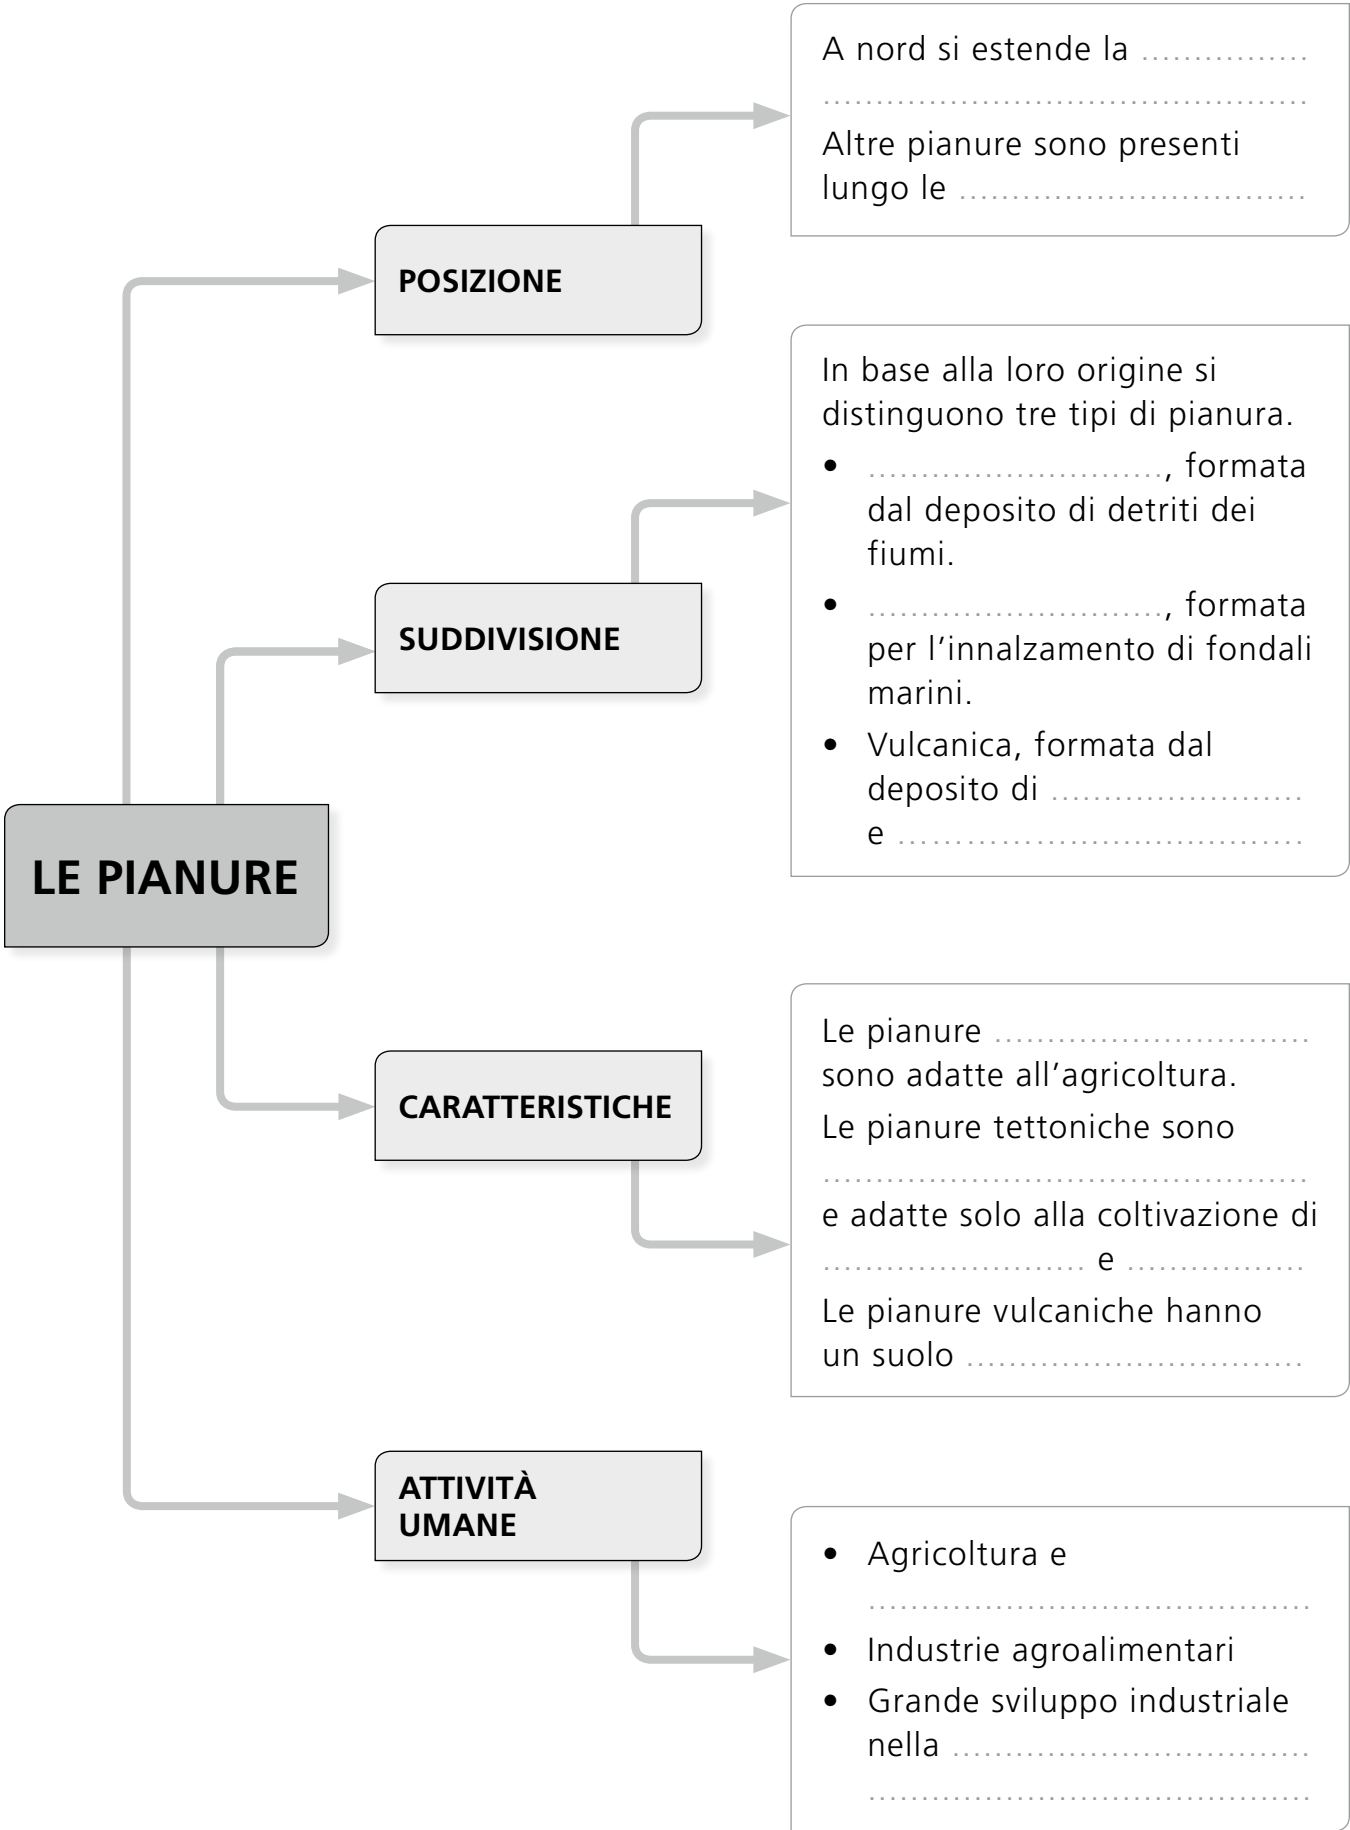 A nord si estende la ................
..............................................
Altre pianure sono presenti
lungo le .................................
POSIZIONE
In base alla loro origine si
distinguono tre tipi di pianura.
• ............................, formata
dal deposito di detriti dei
fiumi.
• ............................, formata
per l'innalzamento di fondali
marini.
• Vulcanica, formata dal
deposito di ........................
e .......................................
SUDDIVISIONE
LE PIANURE
Le pianure ..............................
sono adatte all'agricoltura.
Le pianure tettoniche sono
..............................................
e adatte solo alla coltivazione di
......................... e .................
Le pianure vulcaniche hanno
un suolo ................................
CARATTERISTICHE
ATTIVITÀ
UMANE
• Agricoltura e
..........................................
• Industrie agroalimentari
• Grande sviluppo industriale
nella ..................................
..........................................